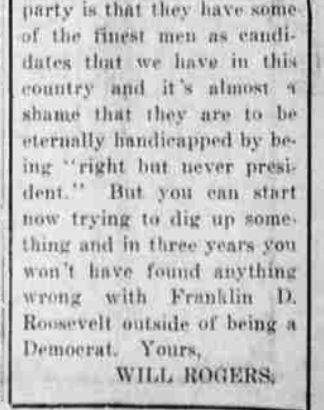 party is that they have some
of the finest men as candi-
dates that we have in this
country and it's almost a
shame that they are to be
eternally handicapped by be-
ing "right but never presi-
dent." But you can start
now trying to dig up some-
thing and in three years you
won't have found anything
wrong with Franklin D.
Roosevelt outside of being a
Democrat. Yours,
WILL ROGERS.